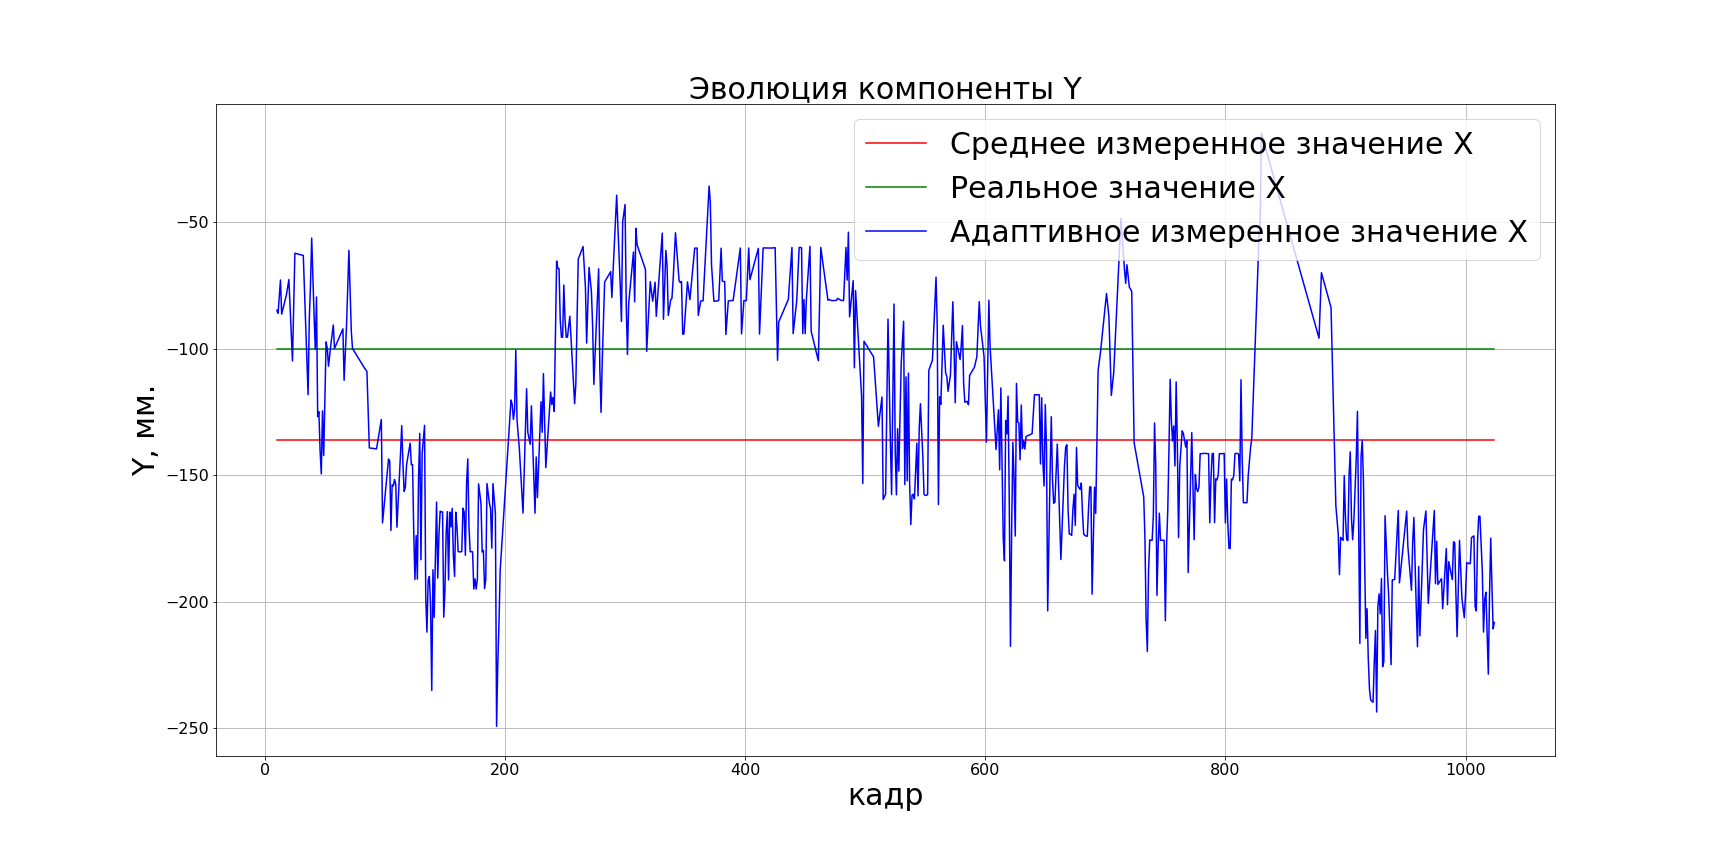 Эволюция компоненты Y
Среднее измеренное значение X
Реальное значение X
Адаптивное измеренное значение X
Y, мм.
−50
−100
−150
−200
−250
0 200 400 600 800 1000
кадр